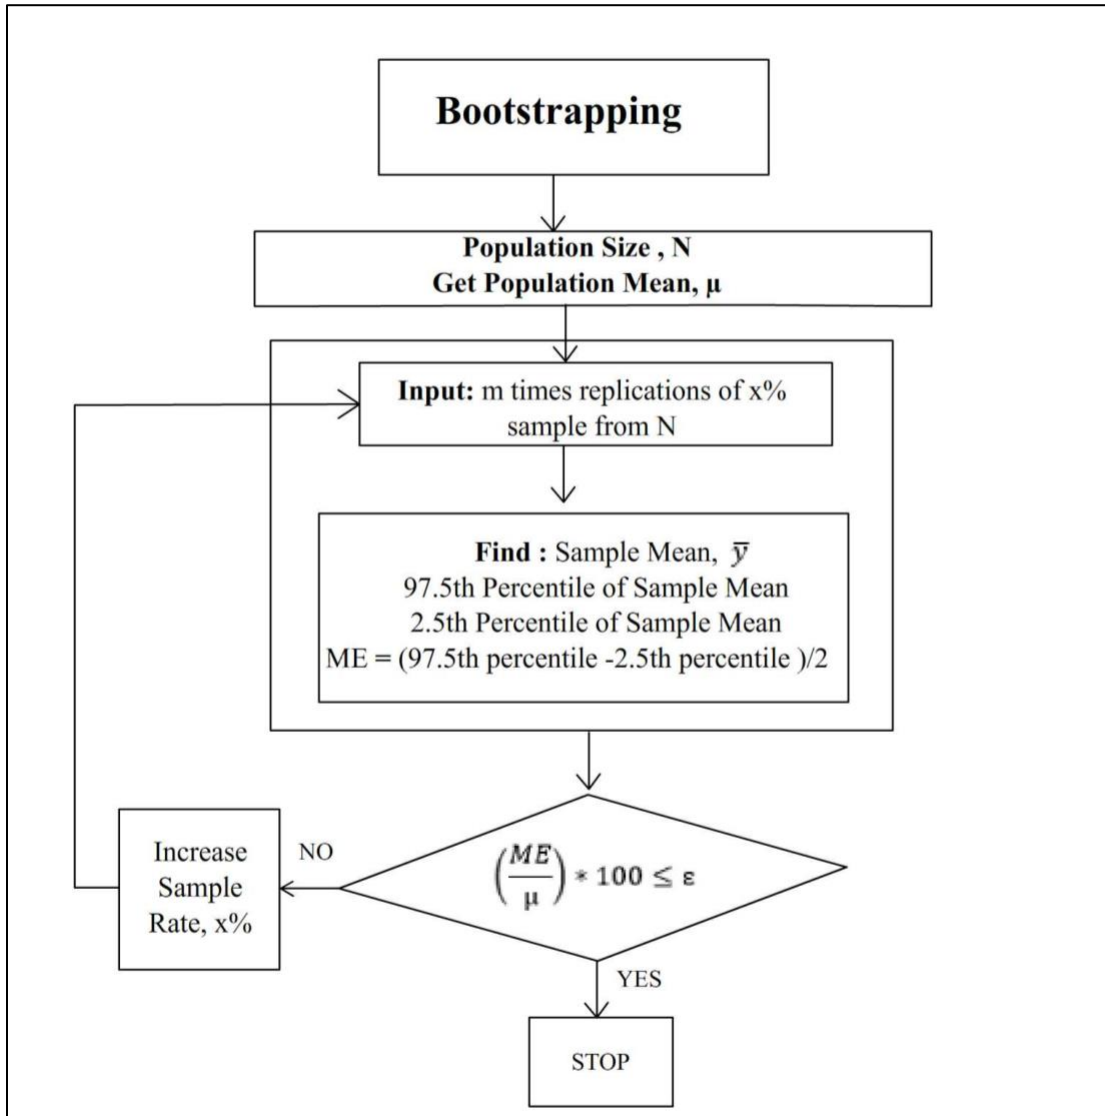 Bootstrapping
Population Size , N
Get Population Mean, μ
Input: m times replications of x%
sample from N
Find : Sample Mean, ȳ
97.5th Percentile of Sample Mean
2.5th Percentile of Sample Mean
ME = (97.5th percentile -2.5th percentile )/2
(ME/μ) * 100 ≤ ε
NO
Increase
Sample
Rate, x%
YES
STOP